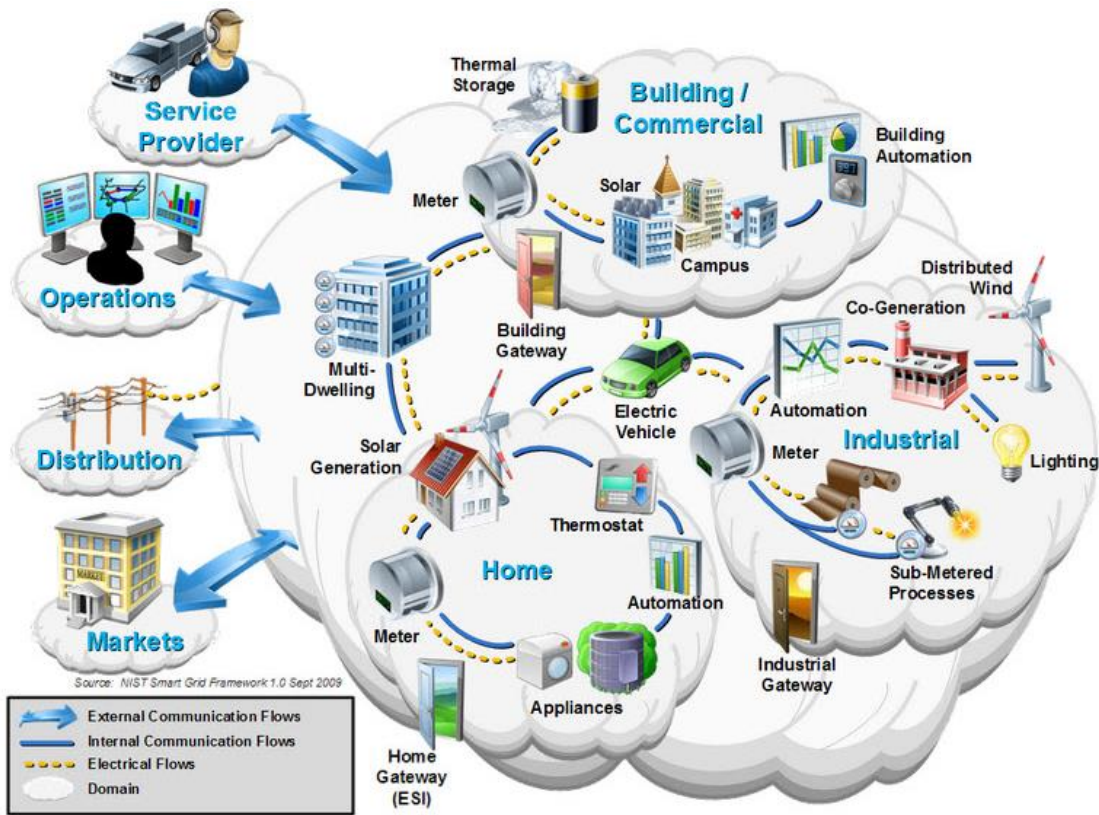 Service
Provider
Operations
Distribution
Markets
MARKET
Thermal
Storage
Building /
Commercial
Building
Automation
Meter
Solar
Campus
Building
Gateway
Multi-
Dwelling
Electric
Vehicle
Distributed
Wind
Co-Generation
Automation
Industrial
Meter
Lighting
Sub-Metered
Processes
Industrial
Gateway
Solar
Generation
Thermostat
Home
Automation
Meter
Appliances
Home
Gateway
(ESI)
Source: NIST Smart Grid Framework 1.0 Sept 2009
External Communication Flows
Internal Communication Flows
Electrical Flows
Domain